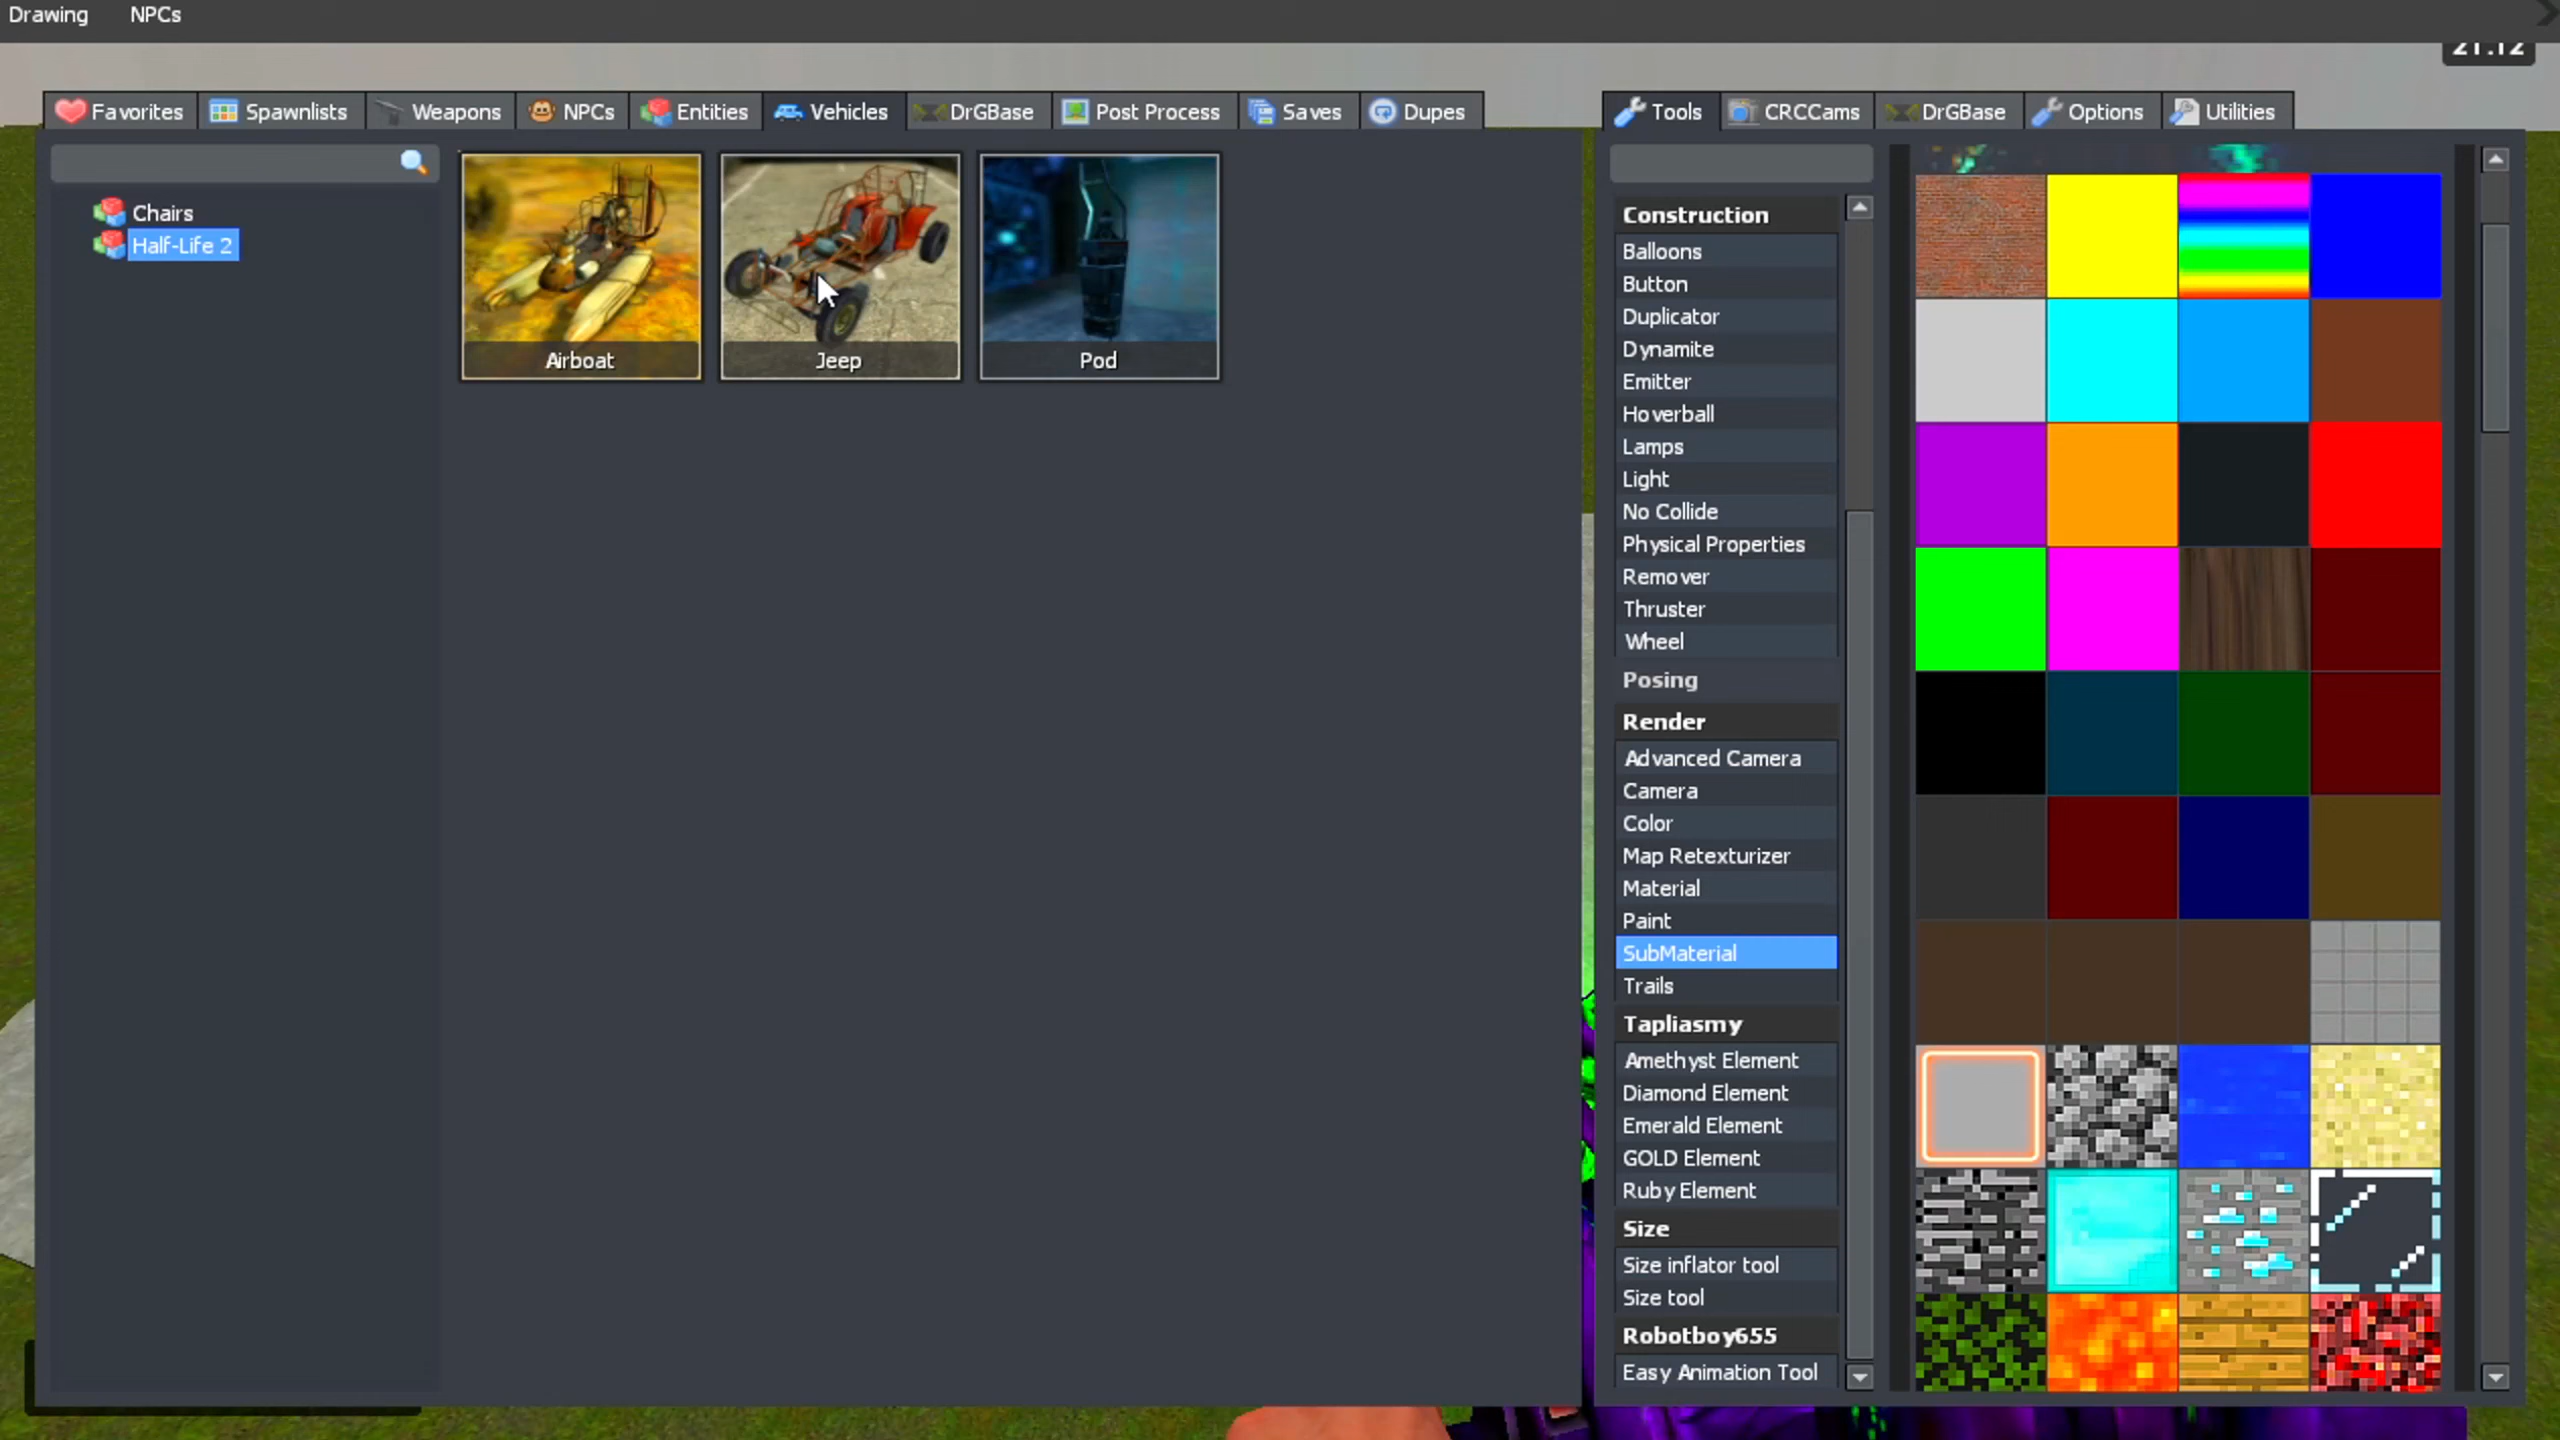 Drawing NPCs
21:12
Favorites Spawnlists Weapons NPCs Entities Vehicles DrGBase Post Process Saves Dupes
Tools CRCCams DrGBase Options Utilities
Chairs
Half-Life 2
Airboat Jeep Pod
Construction
Balloons
Button
Duplicator
Dynamite
Emitter
Hoverball
Lamps
Light
No Collide
Physical Properties
Remover
Thruster
Wheel
Posing
Render
Advanced Camera
Camera
Color
Map Retexturizer
Material
Paint
SubMaterial
Trails
Tapliasmy
Amethyst Element
Diamond Element
Emerald Element
GOLD Element
Ruby Element
Size
Size inflator tool
Size tool
Robotboy655
Easy Animation Tool